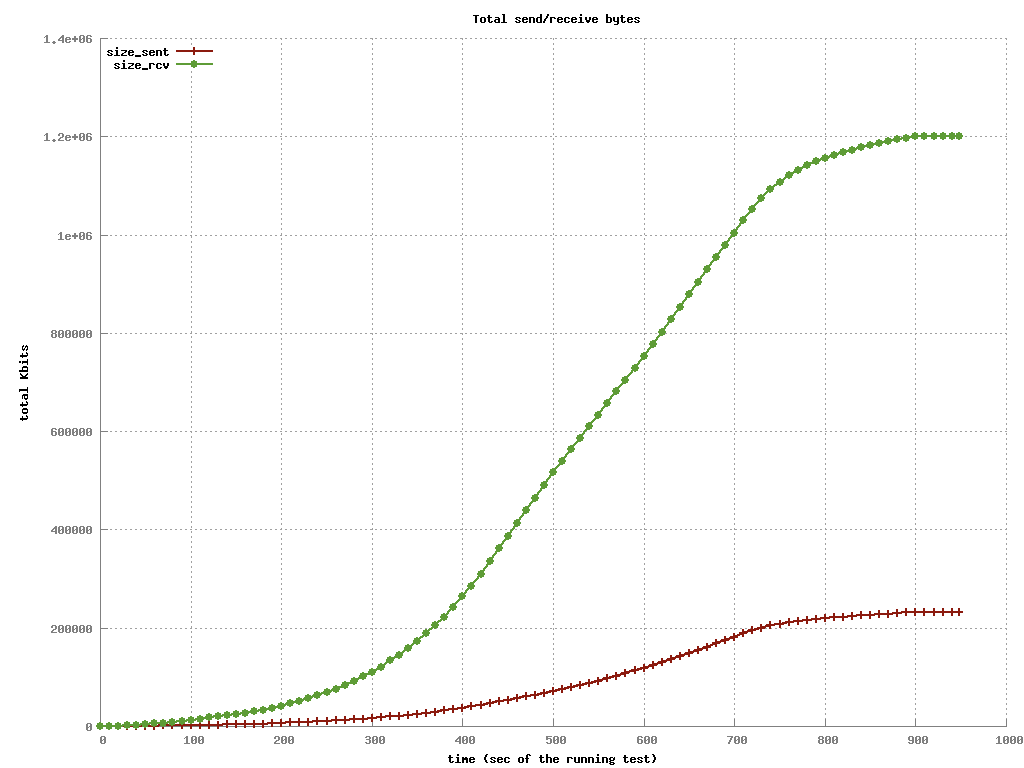 Total send/receive bytes
1.4e+06
size_sent
size_rcv
1.2e+06
1e+06
800000
600000
400000
200000
0
total Kbits
0 100 200 300 400 500 600 700 800 900 1000
time (sec of the running test)